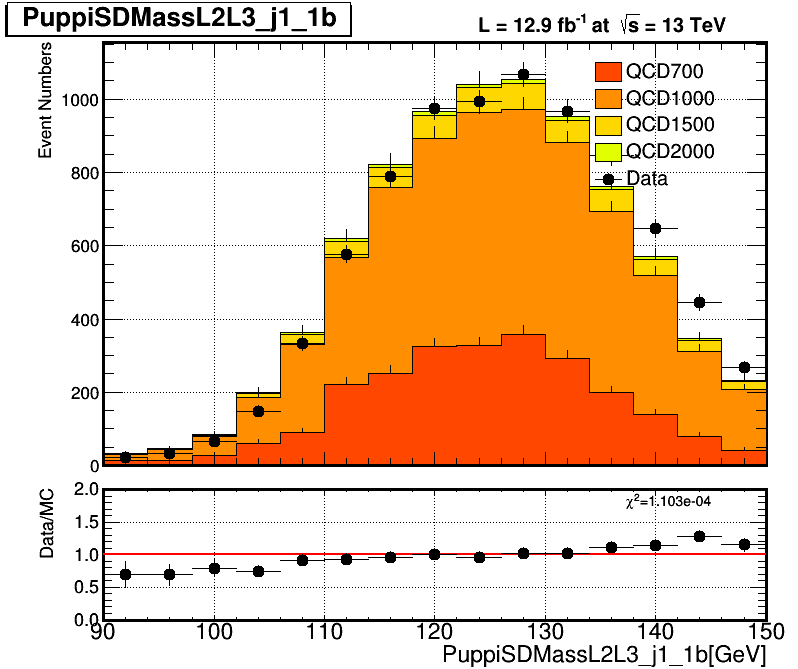 PuppiSDMassL2L3_j1_1b
L = 12.9 fb⁻¹ at √s = 13 TeV
Event Numbers
1000
800
600
400
200
0
QCD700
QCD1000
QCD1500
QCD2000
Data
Data/MC
2.0
1.5
1.0
0.5
0.0
χ²=1.103e-04
90 100 110 120 130 140 150
PuppiSDMassL2L3_j1_1b[GeV]